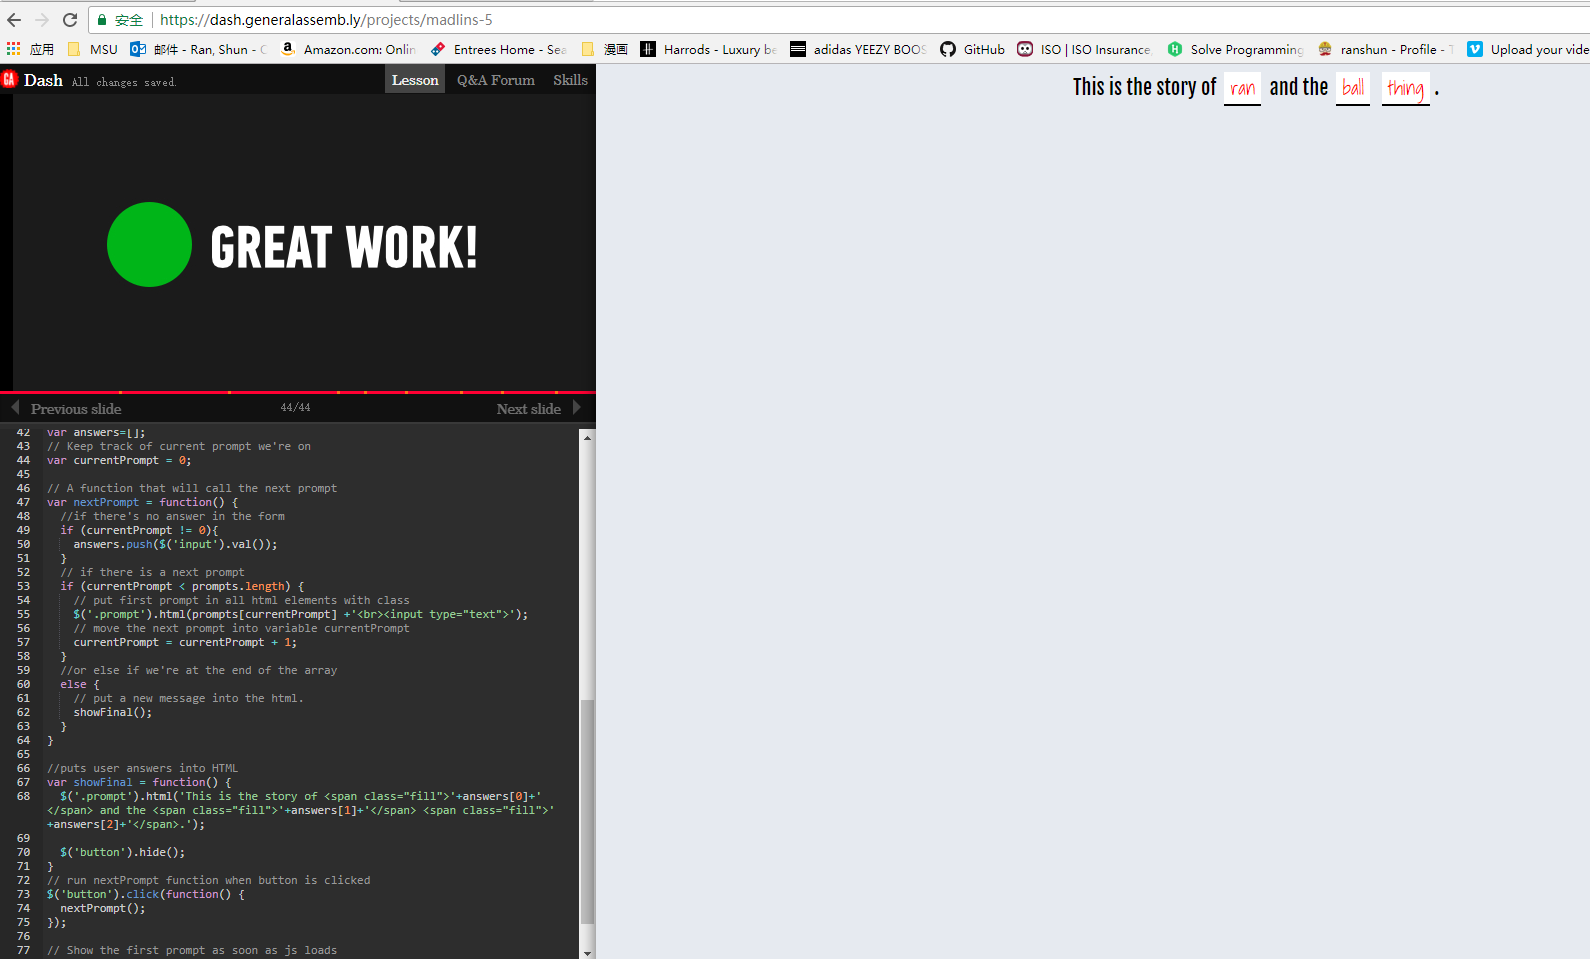 安全 https://dash.generalassemb.ly/projects/madlins-5
应用 MSU 邮件 - Ran, Shun - Amazon.com: Onlin Entrees Home - Sea 漫画 Harrods - Luxury be adidas YEEZY BOOS GitHub ISO | ISO Insurance, Solve Programming ranshun - Profile - Upload your vide
GA Dash All changes saved. Lesson Q&A Forum Skills
This is the story of ran and the ball thing .
GREAT WORK!
Previous slide 44/44 Next slide
42 var answers=[];
43 // Keep track of current prompt we're on
44 var currentPrompt = 0;
45
46 // A function that will call the next prompt
47 var nextPrompt = function() {
48 //if there's no answer in the form
49 if (currentPrompt != 0){
50 answers.push($('input').val());
51 }
52 // if there is a next prompt
53 if (currentPrompt < prompts.length) {
54 // put first prompt in all html elements with class
55 $('.prompt').html(prompts[currentPrompt] +'<br><input type="text">');
56 // move the next prompt into variable currentPrompt
57 currentPrompt = currentPrompt + 1;
58 }
59 //or else if we're at the end of the array
60 else {
61 // put a new message into the html.
62 showFinal();
63 }
64 }
65
66 //puts user answers into HTML
67 var showFinal = function() {
68 $('.prompt').html('This is the story of <span class="fill">'+answers[0]+'
</span> and the <span class="fill">'+answers[1]+'</span> <span class="fill">'
+answers[2]+'</span>.');
69
70 $('button').hide();
71 }
72 // run nextPrompt function when button is clicked
73 $('button').click(function() {
74 nextPrompt();
75 });
76
77 // Show the first prompt as soon as js loads